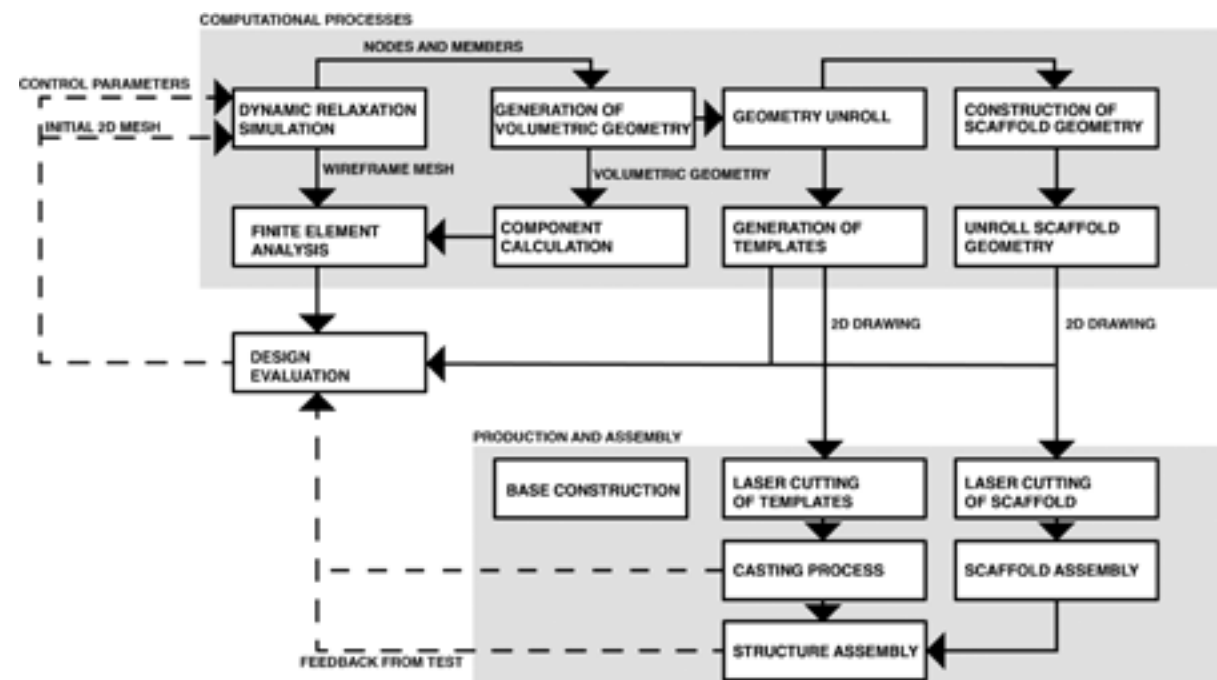 COMPUTATIONAL PROCESSES
NODES AND MEMBERS
CONTROL PARAMETERS
DYNAMIC RELAXATION
SIMULATION
GENERATION OF
VOLUMETRIC GEOMETRY
GEOMETRY UNROLL
CONSTRUCTION OF
SCAFFOLD GEOMETRY
INITIAL 2D MESH
WIREFRAME MESH
VOLUMETRIC GEOMETRY
FINITE ELEMENT
ANALYSIS
COMPONENT
CALCULATION
GENERATION OF
TEMPLATES
UNROLL SCAFFOLD
GEOMETRY
2D DRAWING
2D DRAWING
DESIGN
EVALUATION
PRODUCTION AND ASSEMBLY
BASE CONSTRUCTION
LASER CUTTING
OF TEMPLATES
LASER CUTTING
OF SCAFFOLD
CASTING PROCESS
SCAFFOLD ASSEMBLY
STRUCTURE ASSEMBLY
FEEDBACK FROM TEST